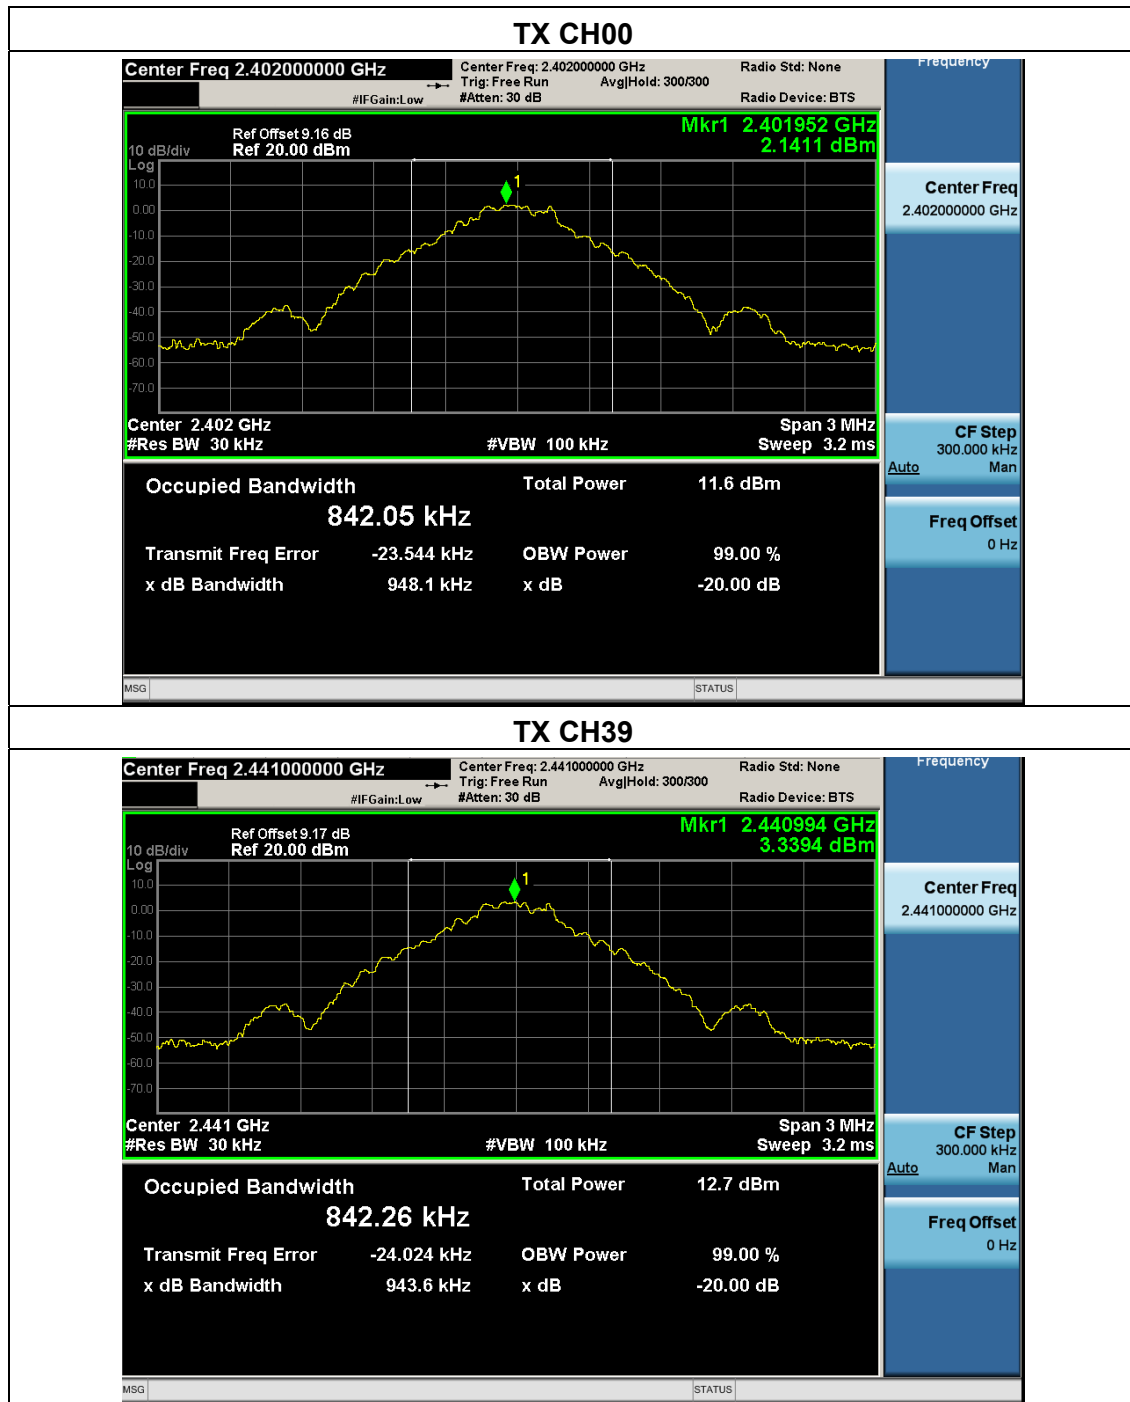 TX CH00
Center Freq 2.402000000 GHz
#IFGain:Low
Center Freq: 2.402000000 GHz
Trig: Free Run Avg|Hold: 300/300
#Atten: 30 dB
Radio Std: None
Radio Device: BTS
Frequency
Ref Offset 9.16 dB
10 dB/div Ref 20.00 dBm
Mkr1 2.401952 GHz
2.1411 dBm
Log
10.0
0.00
-10.0
-20.0
-30.0
-40.0
-50.0
-60.0
-70.0
1
Center 2.402 GHz Span 3 MHz
#Res BW 30 kHz #VBW 100 kHz Sweep 3.2 ms
Center Freq
2.402000000 GHz
CF Step
300.000 kHz
Auto Man
Freq Offset
0 Hz
Occupied Bandwidth Total Power 11.6 dBm
842.05 kHz
Transmit Freq Error -23.544 kHz OBW Power 99.00 %
x dB Bandwidth 948.1 kHz x dB -20.00 dB
MSG STATUS
TX CH39
Center Freq 2.441000000 GHz
#IFGain:Low
Center Freq: 2.441000000 GHz
Trig: Free Run Avg|Hold: 300/300
#Atten: 30 dB
Radio Std: None
Radio Device: BTS
Frequency
Ref Offset 9.17 dB
10 dB/div Ref 20.00 dBm
Mkr1 2.440994 GHz
3.3394 dBm
Log
10.0
0.00
-10.0
-20.0
-30.0
-40.0
-50.0
-60.0
-70.0
1
Center 2.441 GHz Span 3 MHz
#Res BW 30 kHz #VBW 100 kHz Sweep 3.2 ms
Center Freq
2.441000000 GHz
CF Step
300.000 kHz
Auto Man
Freq Offset
0 Hz
Occupied Bandwidth Total Power 12.7 dBm
842.26 kHz
Transmit Freq Error -24.024 kHz OBW Power 99.00 %
x dB Bandwidth 943.6 kHz x dB -20.00 dB
MSG STATUS